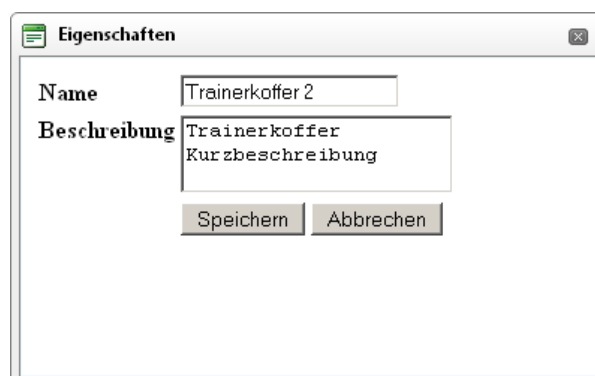 Eigenschaften
Name Trainerkoffer 2
Beschreibung Trainerkoffer
Kurzbeschreibung
Speichern Abbrechen